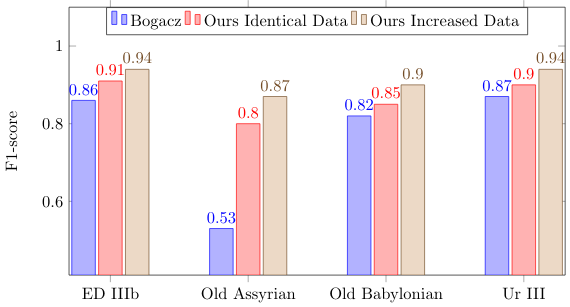 Bogacz Ours Identical Data Ours Increased Data
F1-score
1
0.8
0.6
0.86 0.91 0.94
0.53 0.8 0.87
0.82 0.85 0.9
0.87 0.9 0.94
ED IIIb Old Assyrian Old Babylonian Ur III